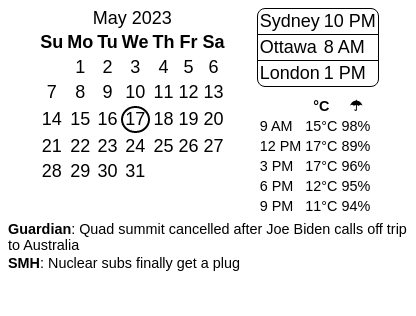 May 2023
Su Mo Tu We Th Fr Sa
1 2 3 4 5 6
7 8 9 10 11 12 13
14 15 16 17 18 19 20
21 22 23 24 25 26 27
28 29 30 31
Sydney 10 PM
Ottawa 8 AM
London 1 PM
°C ☂
9 AM 15°C 98%
12 PM 17°C 89%
3 PM 17°C 96%
6 PM 12°C 95%
9 PM 11°C 94%
Guardian: Quad summit cancelled after Joe Biden calls off trip
to Australia
SMH: Nuclear subs finally get a plug